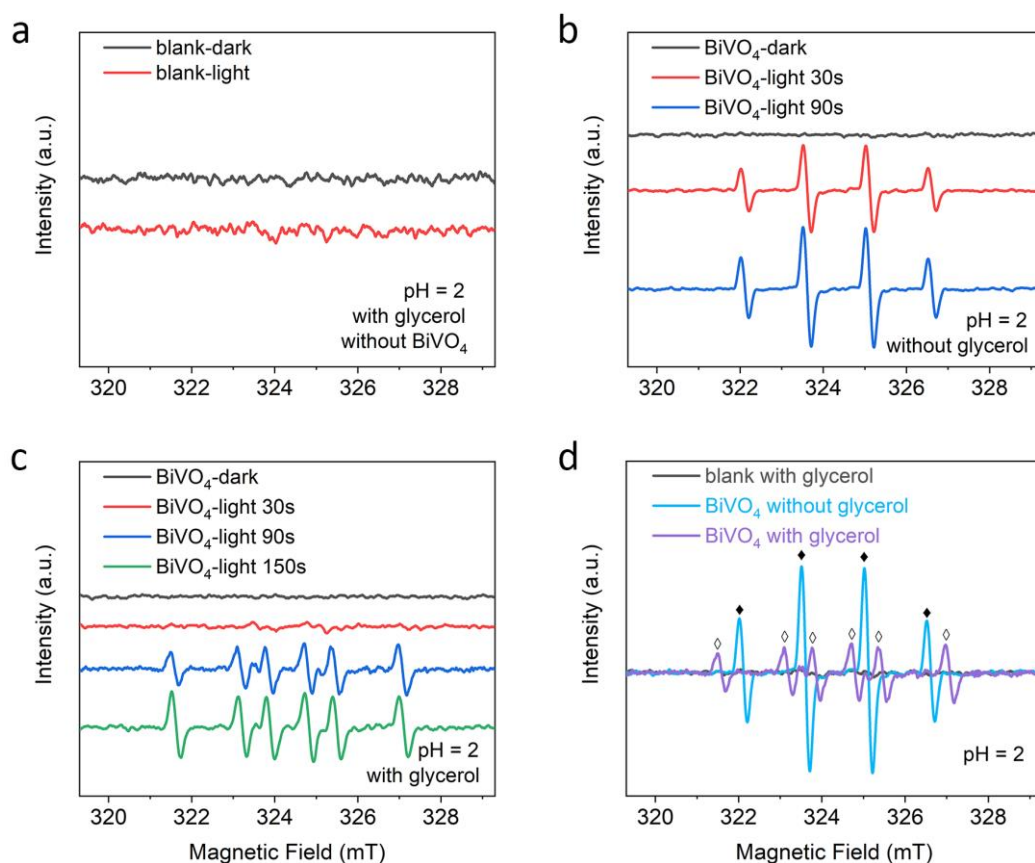 a
blank-dark
blank-light
pH = 2
with glycerol
without BiVO₄
Intensity (a.u.)
320 322 324 326 328
b
BiVO₄-dark
BiVO₄-light 30s
BiVO₄-light 90s
pH = 2
without glycerol
Intensity (a.u.)
320 322 324 326 328
c
BiVO₄-dark
BiVO₄-light 30s
BiVO₄-light 90s
BiVO₄-light 150s
pH = 2
with glycerol
Intensity (a.u.)
320 322 324 326 328
Magnetic Field (mT)
d
blank with glycerol
BiVO₄ without glycerol
BiVO₄ with glycerol
pH = 2
Intensity (a.u.)
320 322 324 326 328
Magnetic Field (mT)